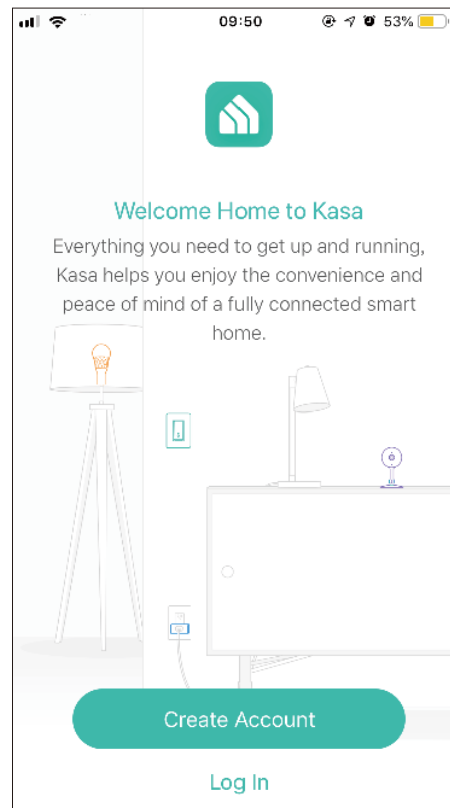 09:50 53%
Welcome Home to Kasa
Everything you need to get up and running,
Kasa helps you enjoy the convenience and
peace of mind of a fully connected smart
home.
Create Account
Log In